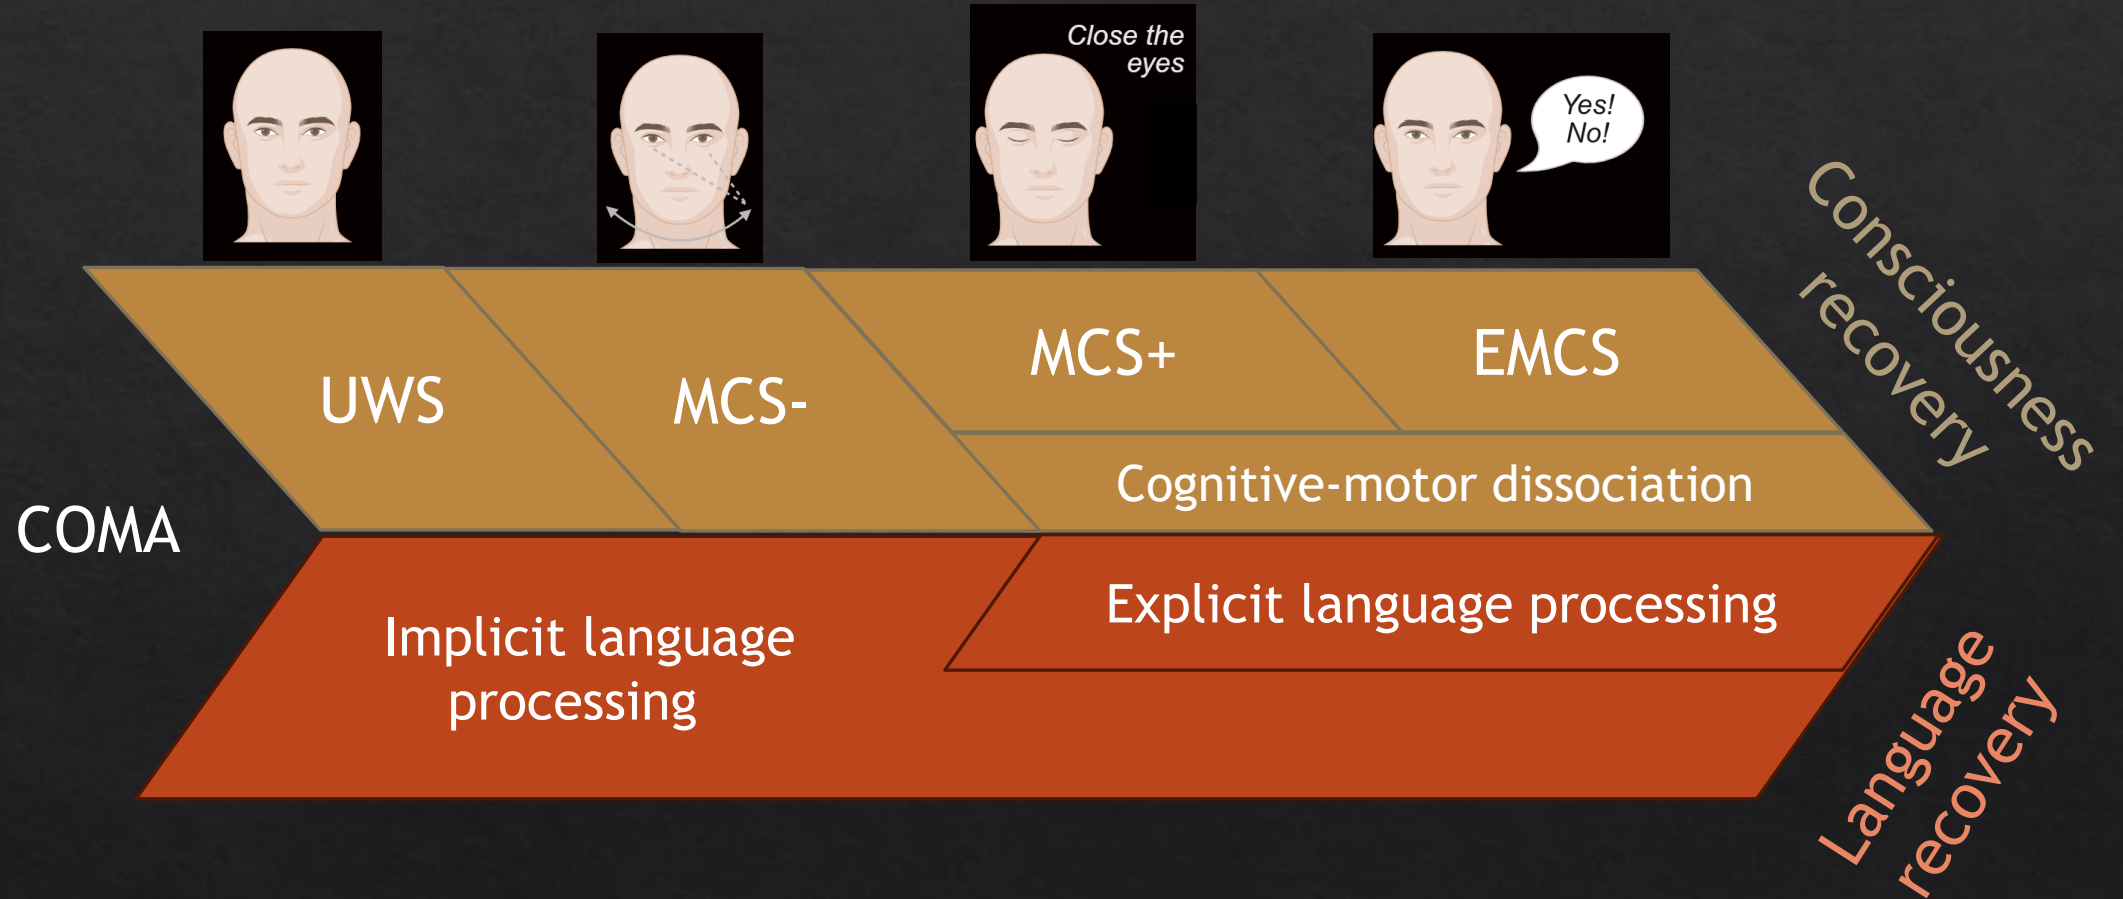 Close the
eyes
Yes!
No!
Consciousness
recovery
UWS
MCS-
MCS+
EMCS
Cognitive-motor dissociation
COMA
Implicit language
processing
Explicit language processing
Language
recovery